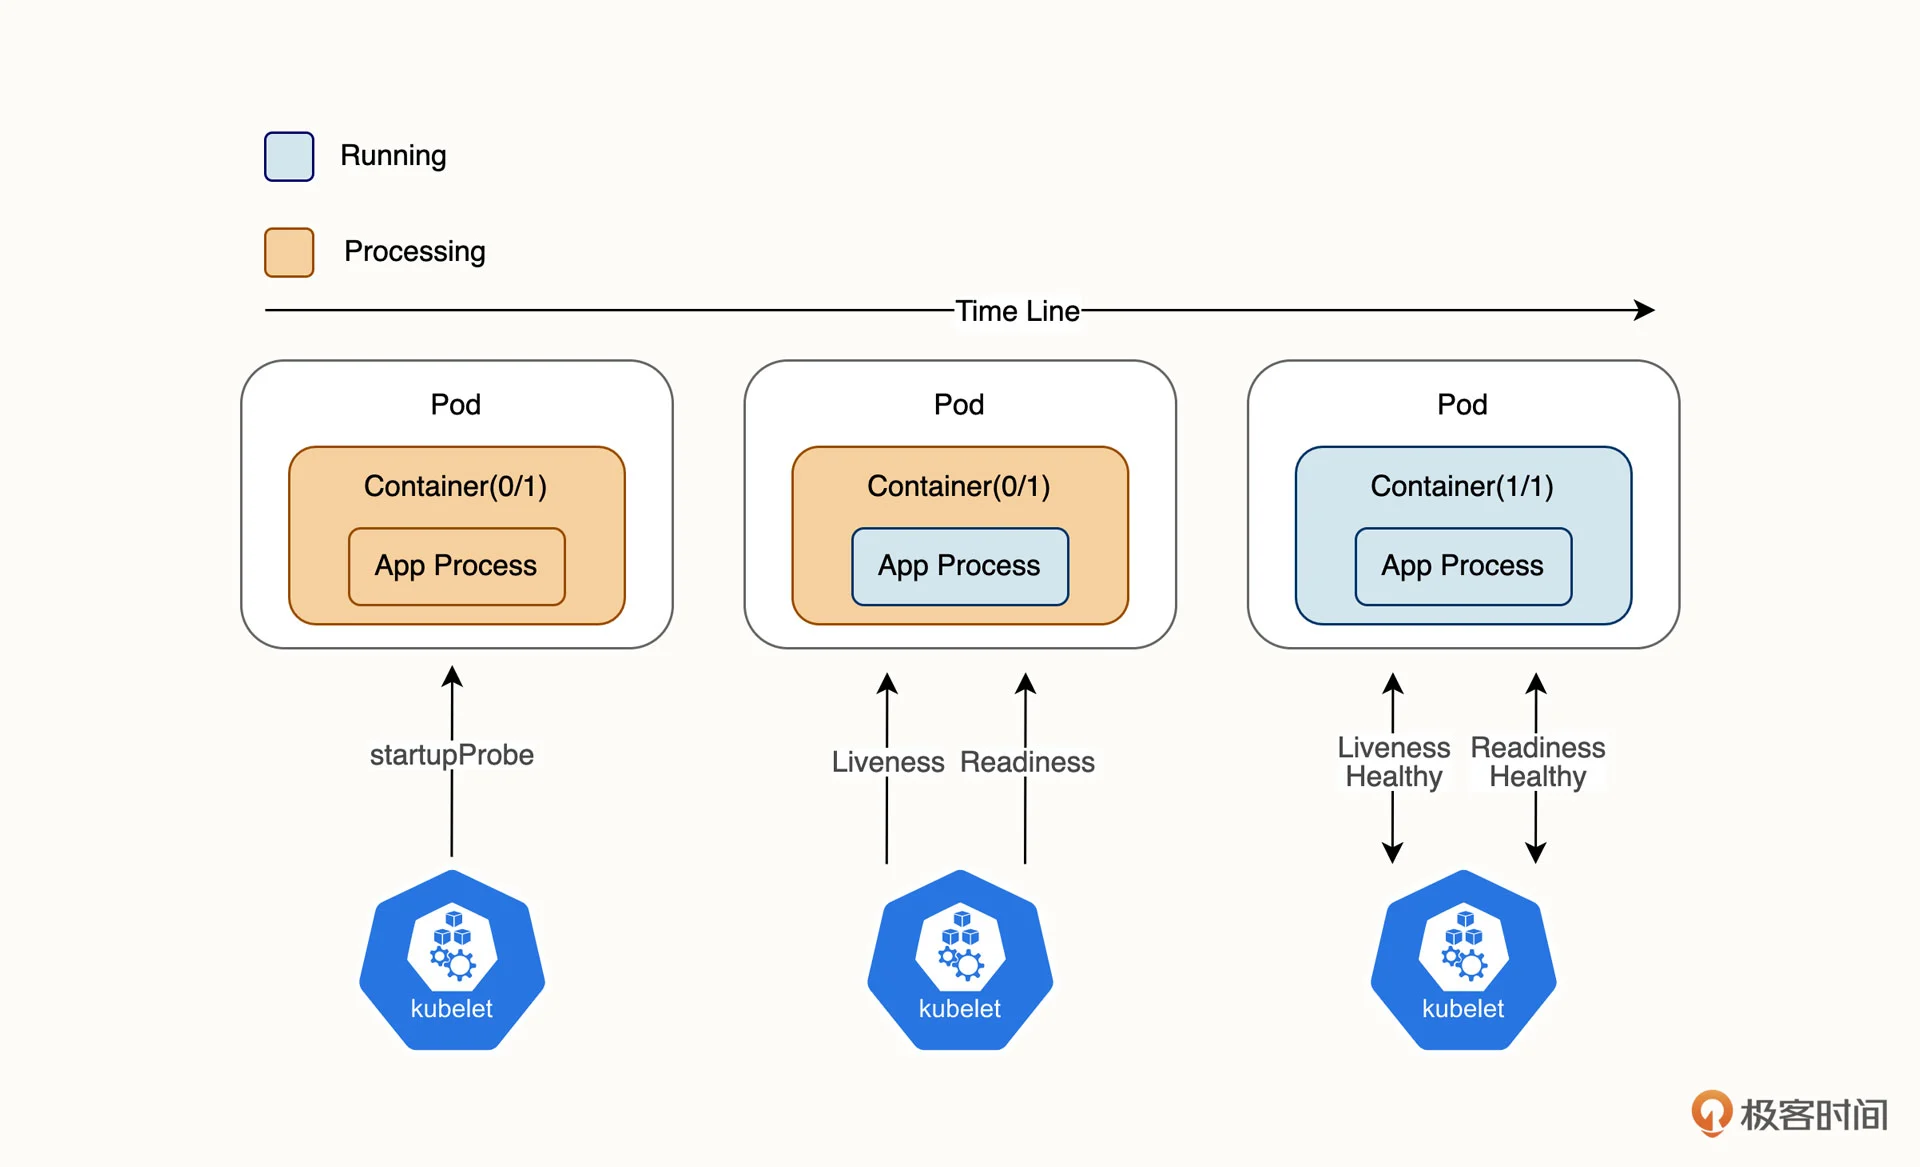 Running
Processing
Time Line
Pod
Container(0/1)
App Process
Pod
Container(0/1)
App Process
Pod
Container(1/1)
App Process
startupProbe
Liveness
Readiness
Liveness
Healthy
Readiness
Healthy
kubelet
kubelet
kubelet
极客时间